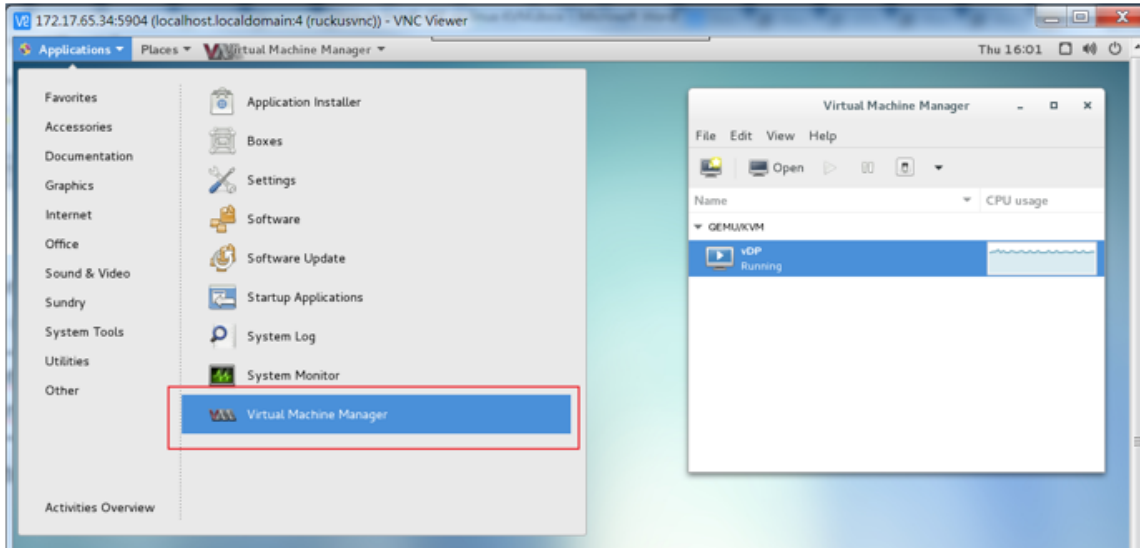 172.17.65.34:5904 (localhost.localdomain:4 (ruckusvnc)) - VNC Viewer
Applications Places Virtual Machine Manager Thu 16:01
Favorites
Accessories
Documentation
Graphics
Internet
Office
Sound & Video
Sundry
System Tools
Utilities
Other
Activities Overview
Application Installer
Boxes
Settings
Software
Software Update
Startup Applications
System Log
System Monitor
Virtual Machine Manager
Virtual Machine Manager
File Edit View Help
Open
Name CPU usage
QEMU/KVM
vDP
Running